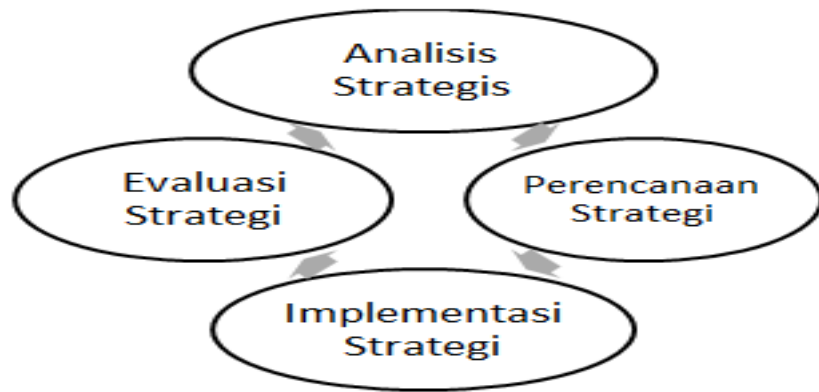 Analisis
Strategis
Evaluasi
Strategi
Perencanaan
Strategi
Implementasi
Strategi